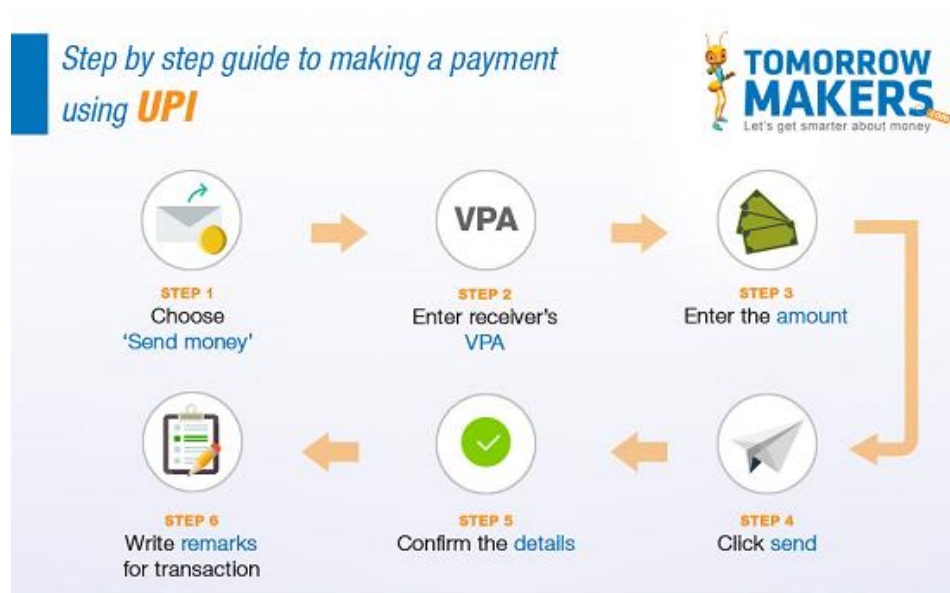 Step by step guide to making a payment
using UPI
TOMORROW
MAKERS
.com
Let's get smarter about money
VPA
STEP 1
Choose
‘Send money’
STEP 2
Enter receiver's
VPA
STEP 3
Enter the amount
STEP 6
Write remarks
for transaction
STEP 5
Confirm the details
STEP 4
Click send